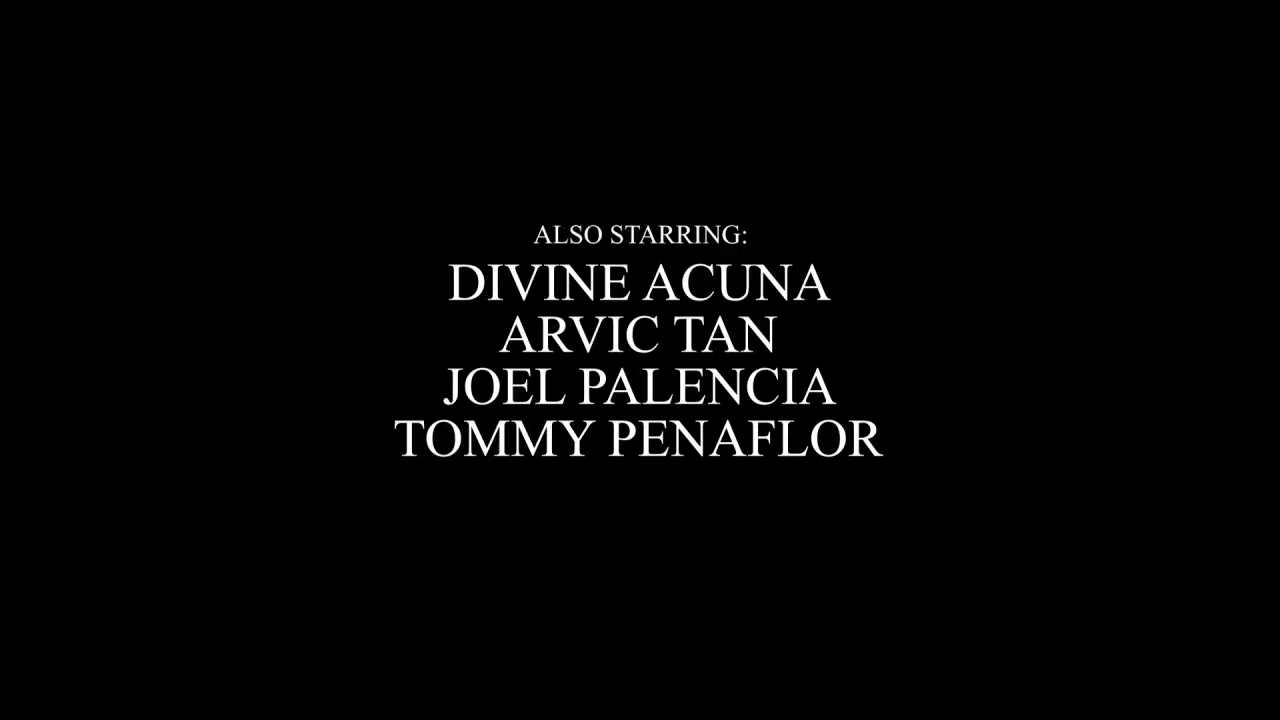 ALSO STARRING:
DIVINE ACUNA
ARVIC TAN
JOEL PALENCIA
TOMMY PENAFLOR